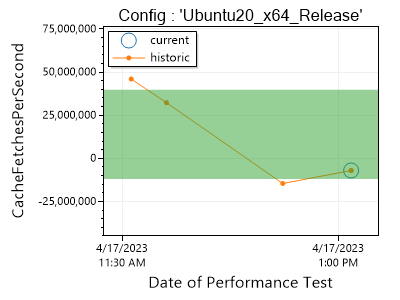 Config : 'Ubuntu20_x64_Release'
current
historic
CacheFetchesPerSecond
75,000,000
50,000,000
25,000,000
0
-25,000,000
4/17/2023
11:30 AM
4/17/2023
1:00 PM
Date of Performance Test